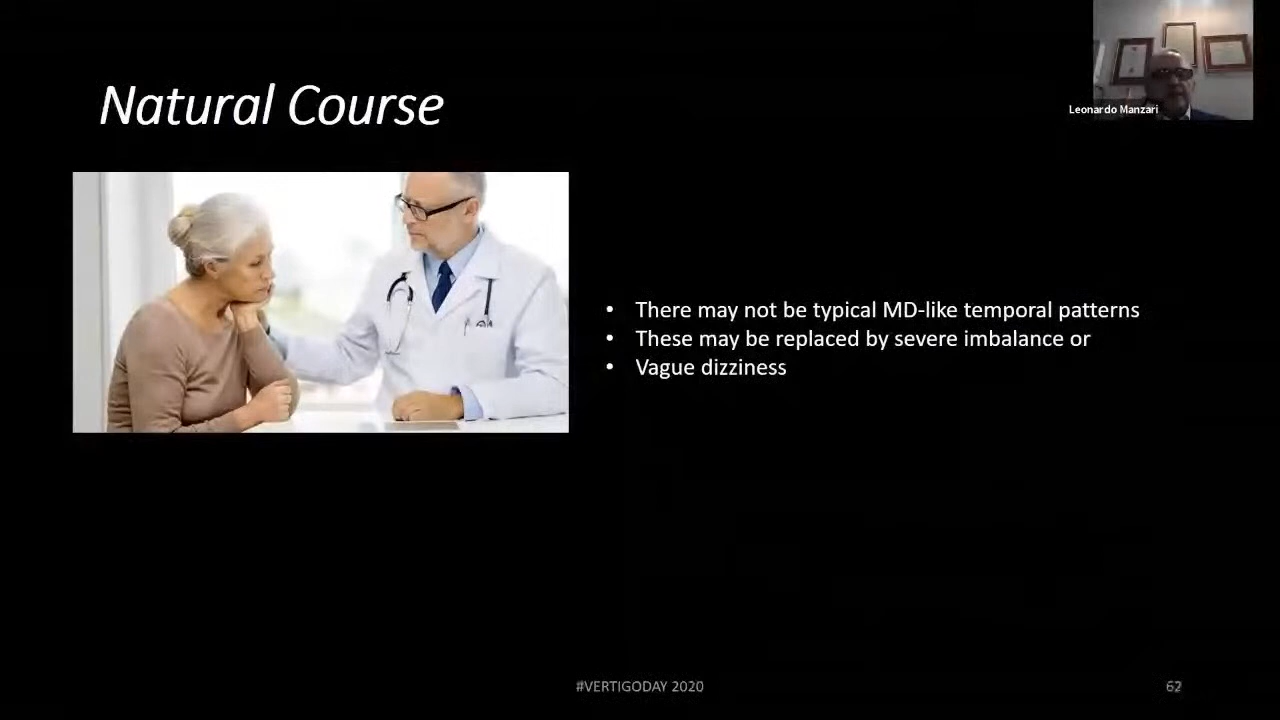 Natural Course
Leonardo Manzari
• There may not be typical MD-like temporal patterns
• These may be replaced by severe imbalance or
• Vague dizziness
#VERTIGODAY 2020
62